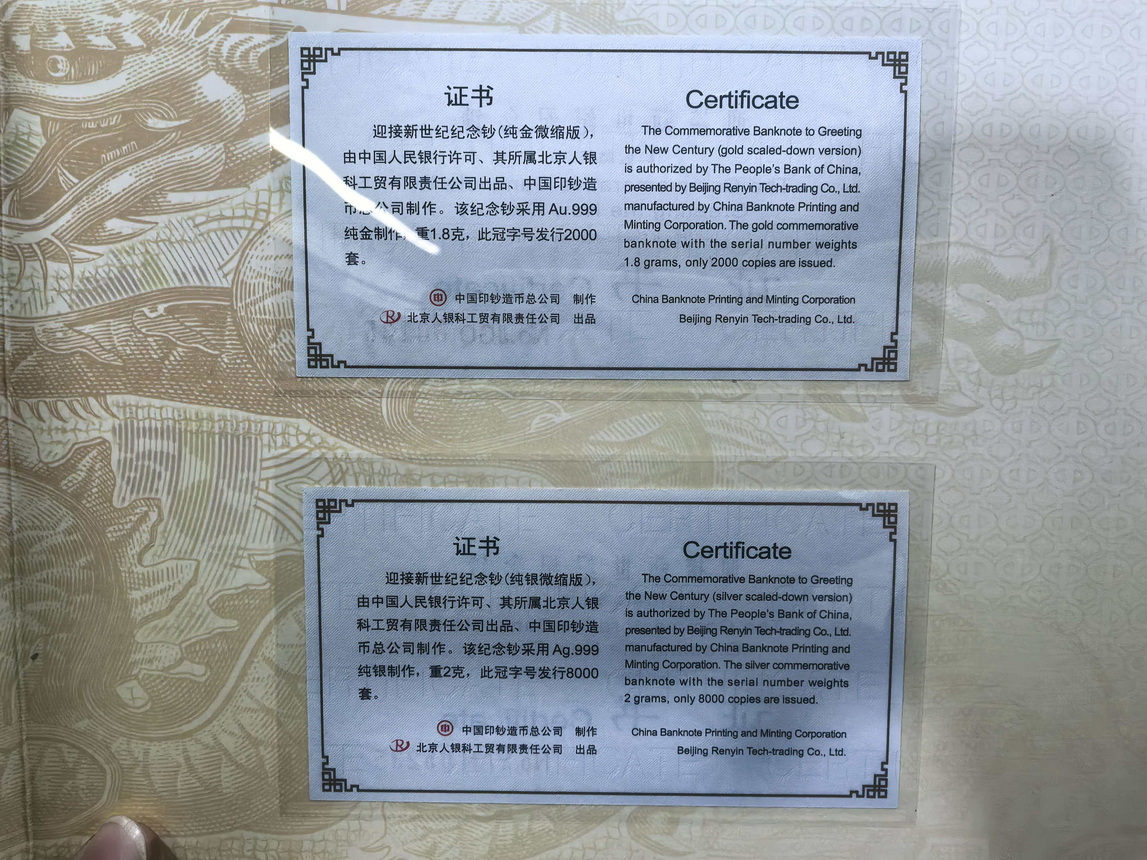 证书
迎接新世纪纪念钞(纯金微缩版),
由中国人民银行许可、其所属北京人银
科工贸有限责任公司出品、中国印钞造
币总公司制作。该纪念钞采用Au.999
纯金制作,重1.8克,此冠字号发行2000
套。
中国印钞造币总公司 制作
北京人银科工贸有限责任公司 出品
Certificate
The Commemorative Banknote to Greeting
the New Century (gold scaled-down version)
is authorized by The People's Bank of China,
presented by Beijing Renyin Tech-trading Co., Ltd.
manufactured by China Banknote Printing and
Minting Corporation. The gold commemorative
banknote with the serial number weights
1.8 grams, only 2000 copies are issued.
China Banknote Printing and Minting Corporation
Beijing Renyin Tech-trading Co., Ltd.
证书
迎接新世纪纪念钞(纯银微缩版),
由中国人民银行许可、其所属北京人银
科工贸有限责任公司出品、中国印钞造
币总公司制作。该纪念钞采用Ag.999
纯银制作,重2克,此冠字号发行8000
套。
中国印钞造币总公司 制作
北京人银科工贸有限责任公司 出品
Certificate
The Commemorative Banknote to Greeting
the New Century (silver scaled-down version)
is authorized by The People's Bank of China,
presented by Beijing Renyin Tech-trading Co., Ltd.
manufactured by China Banknote Printing and
Minting Corporation. The silver commemorative
banknote with the serial number weights
2 grams, only 8000 copies are issued.
China Banknote Printing and Minting Corporation
Beijing Renyin Tech-trading Co., Ltd.